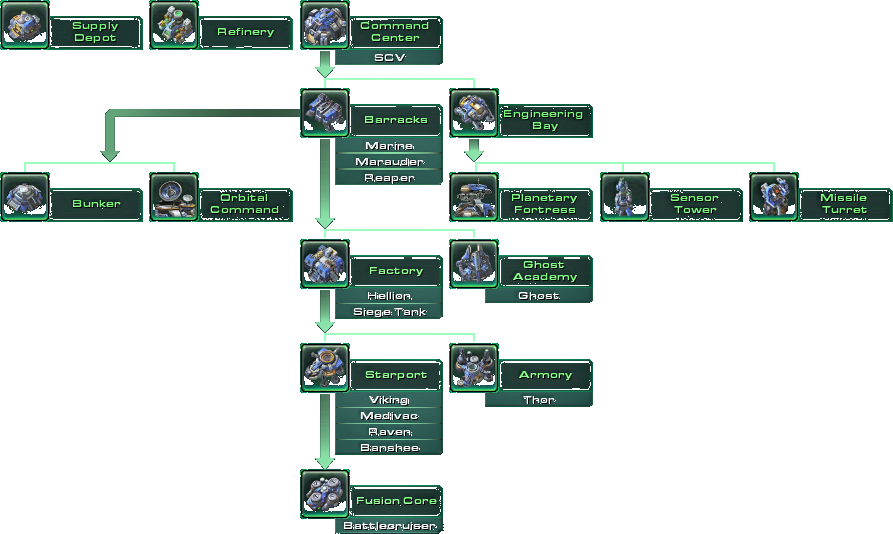 Supply
Depot
Refinery
Command
Center
SCV
Barracks
Marine
Marauder
Reaper
Engineering
Bay
Bunker
Orbital
Command
Planetary
Fortress
Sensor
Tower
Missile
Turret
Factory
Hellion
Siege Tank
Ghost
Academy
Ghost
Starport
Viking
Medivac
Raven
Banshee
Armory
Thor
Fusion Core
Battlecruiser